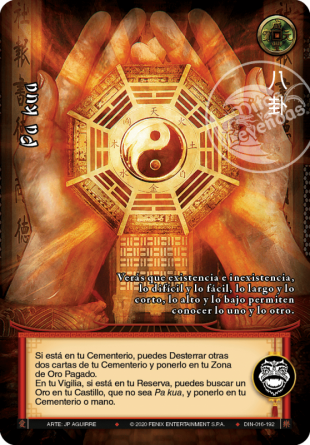 Pa kua
八卦
Verás que existencia e inexistencia,
lo difícil y lo fácil, lo largo y lo
corto, lo alto y lo bajo permiten
conocer lo uno y lo otro.
Si está en tu Cementerio, puedes Desterrar otras
dos cartas de tu Cementerio y ponerlo en tu Zona
de Oro Pagado.
En tu Vigilia, si está en tu Reserva, puedes buscar un
Oro en tu Castillo, que no sea Pa kua, y ponerlo en tu
Cementerio o mano.
ARTE: JP AGUIRRE
© 2020 FENIX ENTERTAINMENT S.P.A.
DIN-016-192